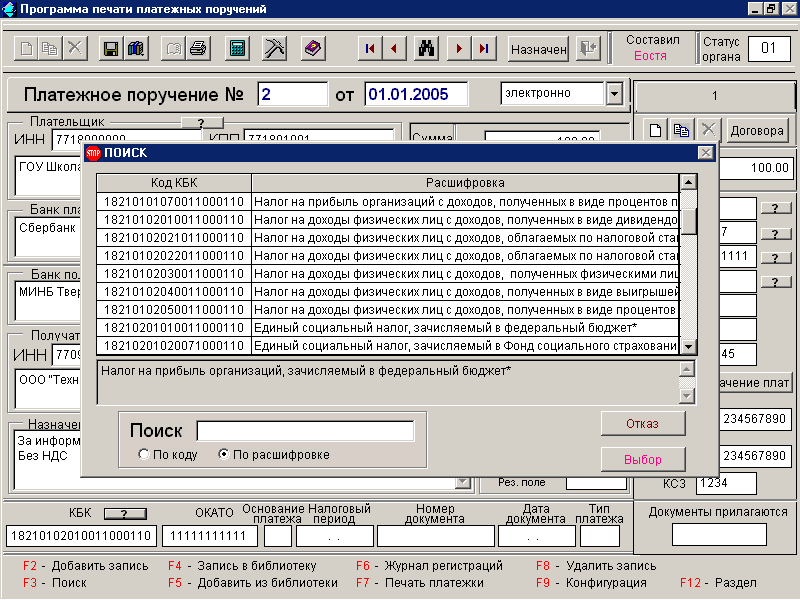 Программа печати платежных поручений
Назначен
Составил
Еостя
Статус
органа
01
Платежное поручение № 2 от 01.01.2005
электронно
1
Плательщик
?
ИНН 7718000000
КПП 771801001
Сумма
100.00
Договора
ГОУ Школа
100.00
Банк пла
Сбербанк
?
7
?
1111
?
?
Банк по
МИНБ Твер
Получат
ИНН 7709
45
ООО "Техн
ачение плат
Назначен
За информ
Без НДС
234567890
234567890
Рез. поле
КСЗ 1234
STOP ПОИСК
Код КБК Расшифровка
18210101070011000110 Налог на прибыль организаций с доходов, полученных в виде процентов п
18210102010011000110 Налог на доходы физических лиц с доходов, полученных в виде дивидендо
18210102021011000110 Налог на доходы физических лиц с доходов, облагаемых по налоговой ста
18210102022011000110 Налог на доходы физических лиц с доходов, облагаемых по налоговой ста
18210102030011000110 Налог на доходы физических лиц с доходов, полученных физическими лиц
18210102040011000110 Налог на доходы физических лиц с доходов, полученных в виде выигрышей
18210102050011000110 Налог на доходы физических лиц с доходов, полученных в виде процентов
18210201010011000110 Единый социальный налог, зачисляемый в федеральный бюджет*
18210201020071000110 Единый социальный налог, зачисляемый в Фонд социального страховани
Налог на прибыль организаций, зачисляемый в федеральный бюджет*
Поиск
По коду По расшифровке
Отказ
Выбор
КБК ? ОКАТО Основание платежа Налоговый период Номер документа Дата документа Тип платежа
18210102010011000110 11111111111 . . . .
Документы прилагаются
F2 - Добавить запись F4 - Запись в библиотеку F6 - Журнал регистраций F8 - Удалить запись
F3 - Поиск F5 - Добавить из библиотеки F7 - Печать платежки F9 - Конфигурация F12 - Раздел